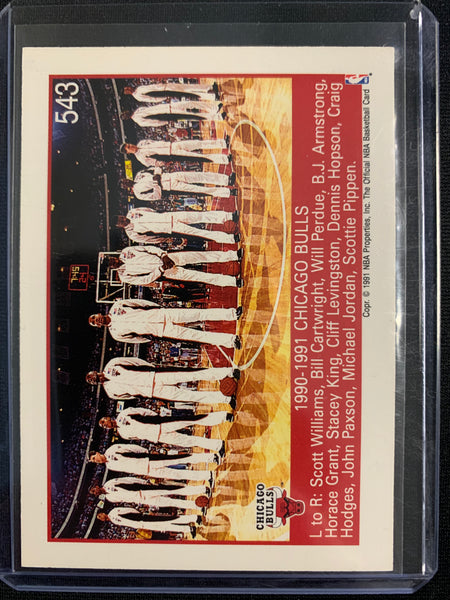 543
CHICAGO
BULLS
1990-1991 CHICAGO BULLS
L to R: Scott Williams, Bill Cartwright, Will Perdue, B.J. Armstrong,
Horace Grant, Stacey King, Cliff Levingston, Dennis Hopson, Craig
Hodges, John Paxson, Michael Jordan, Scottie Pippen.
Copr. © 1991 NBA Properties, Inc. The Official NBA Basketball Card